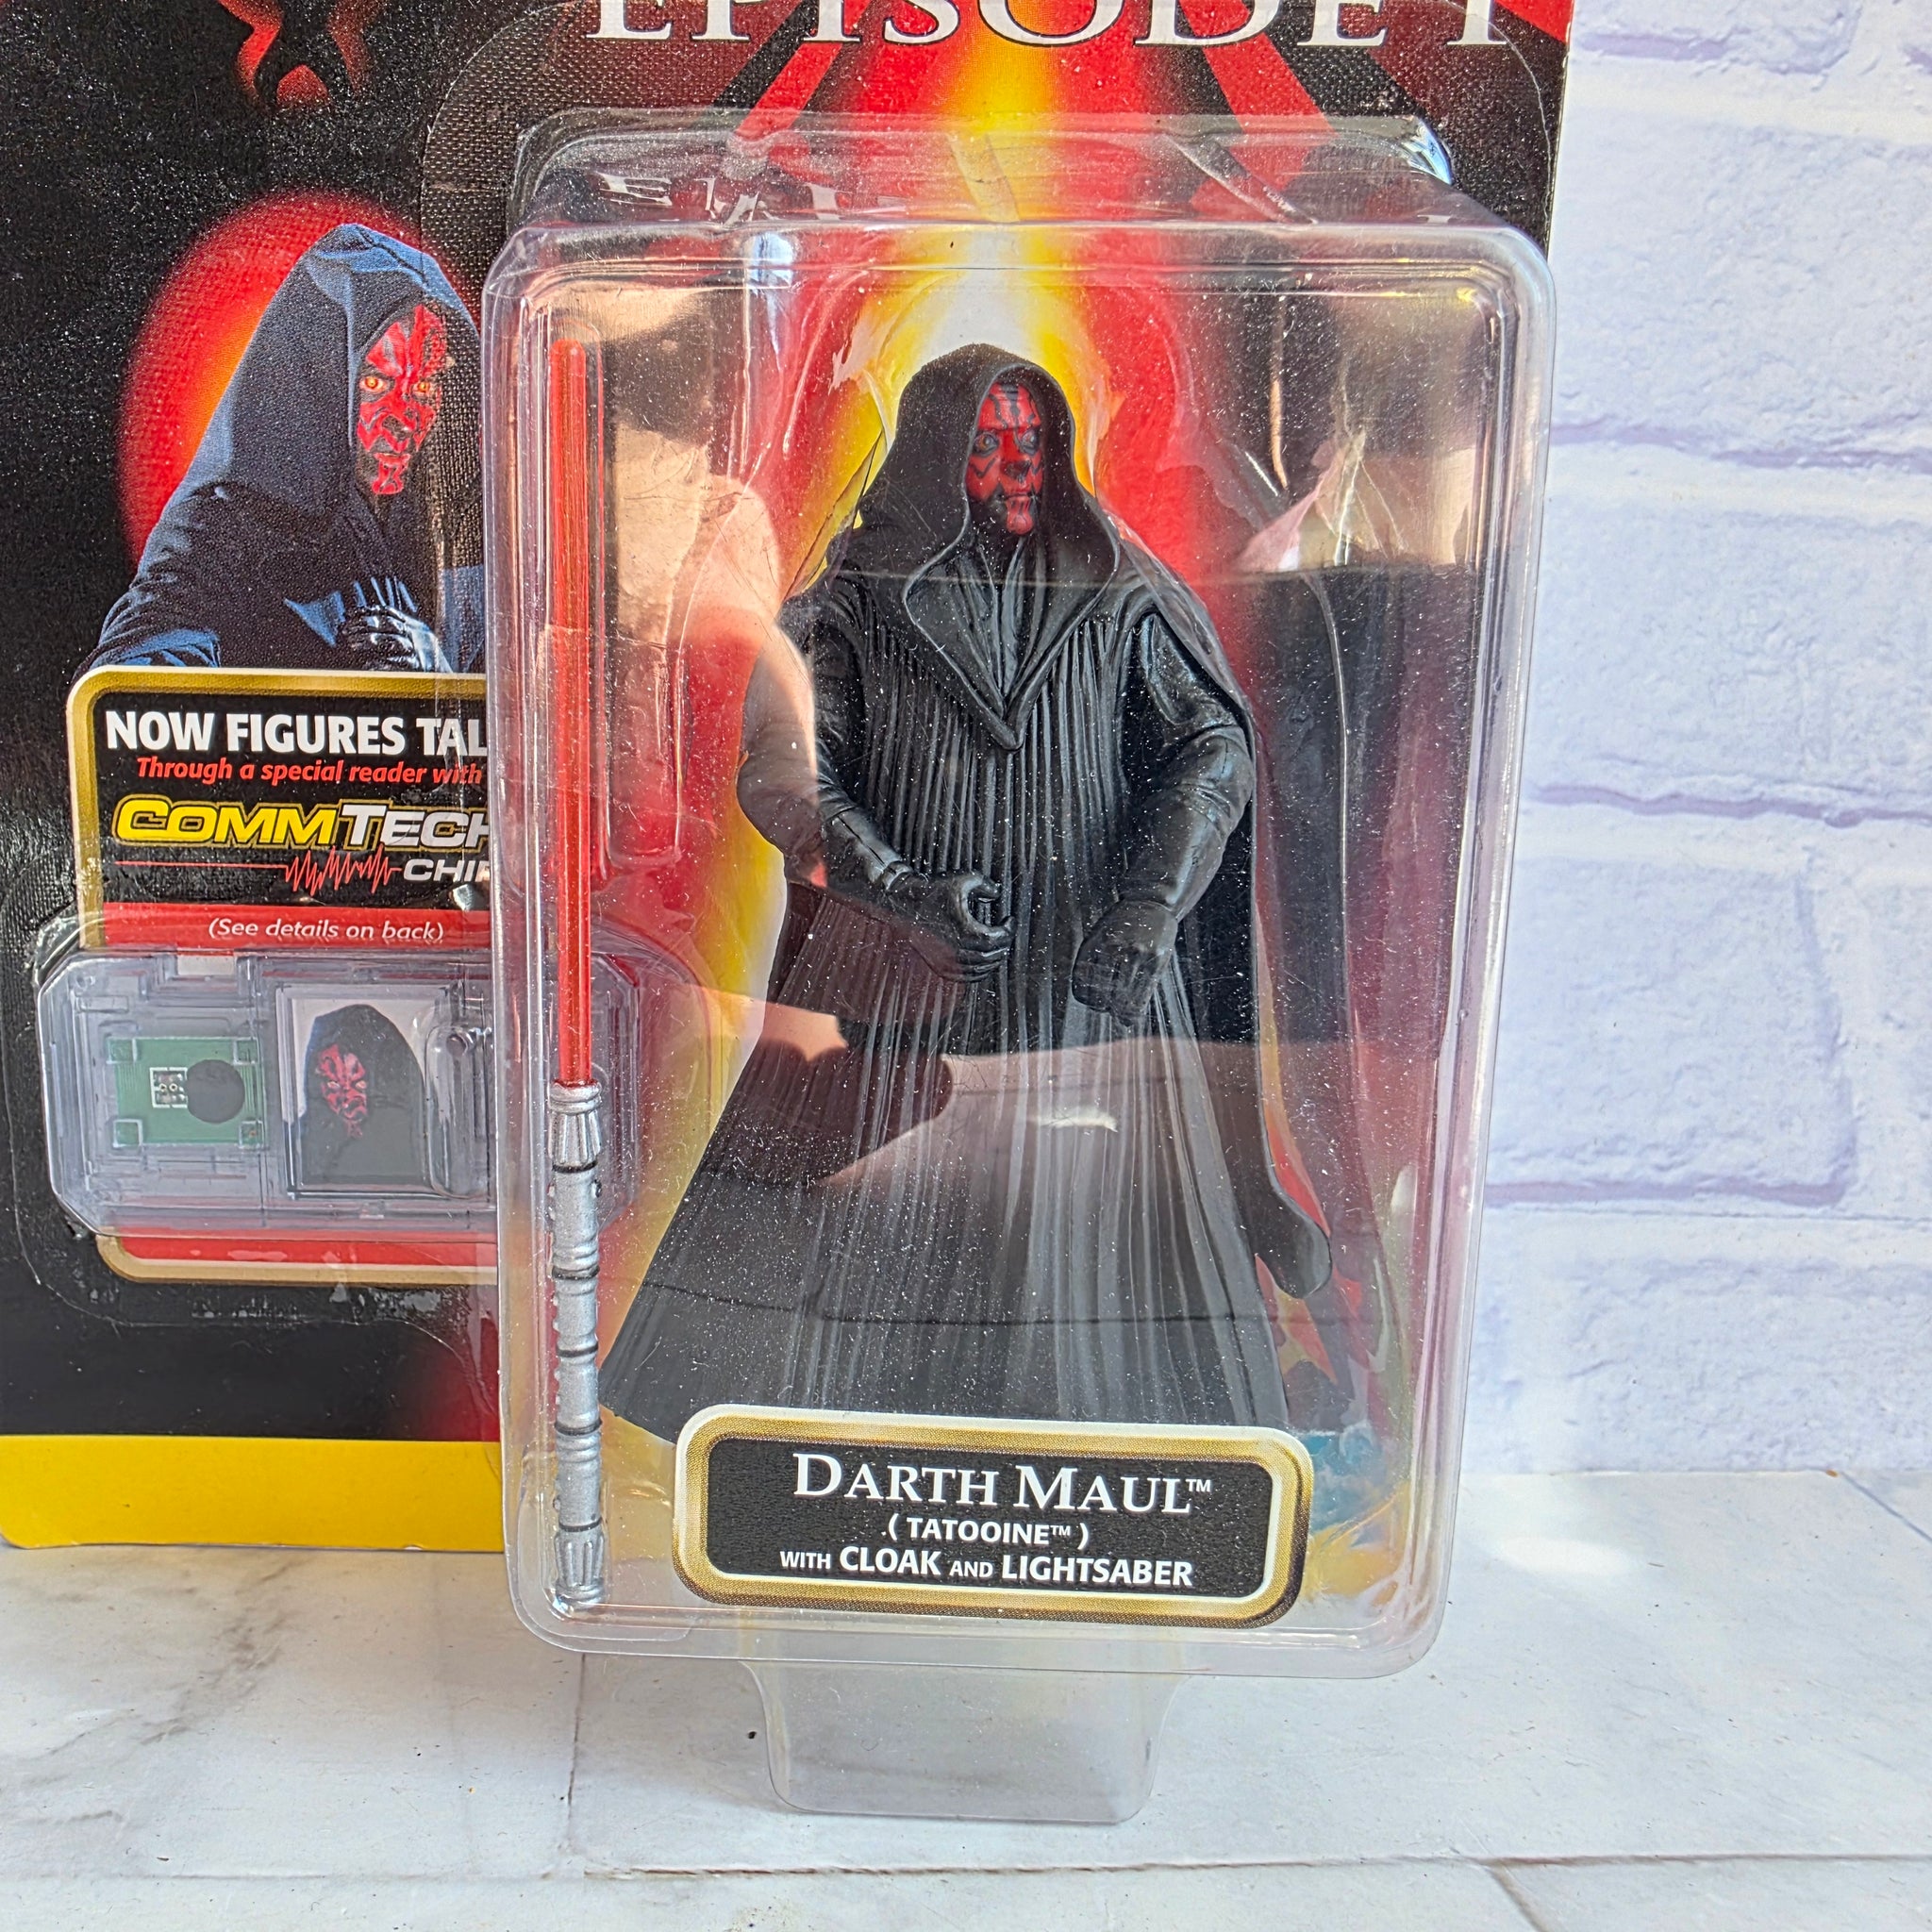 EPISODE I
NOW FIGURES TAL
Through a special reader with
COMMTECH
CHIP
(See details on back)
DARTH MAUL™
( TATOOINE™ )
WITH CLOAK AND LIGHTSABER